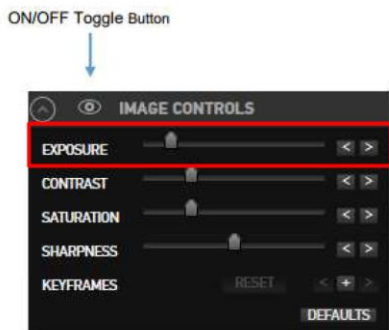 ON/OFF Toggle Button
IMAGE CONTROLS
EXPOSURE < >
CONTRAST < >
SATURATION < >
SHARPNESS < >
KEYFRAMES RESET < + >
DEFAULTS